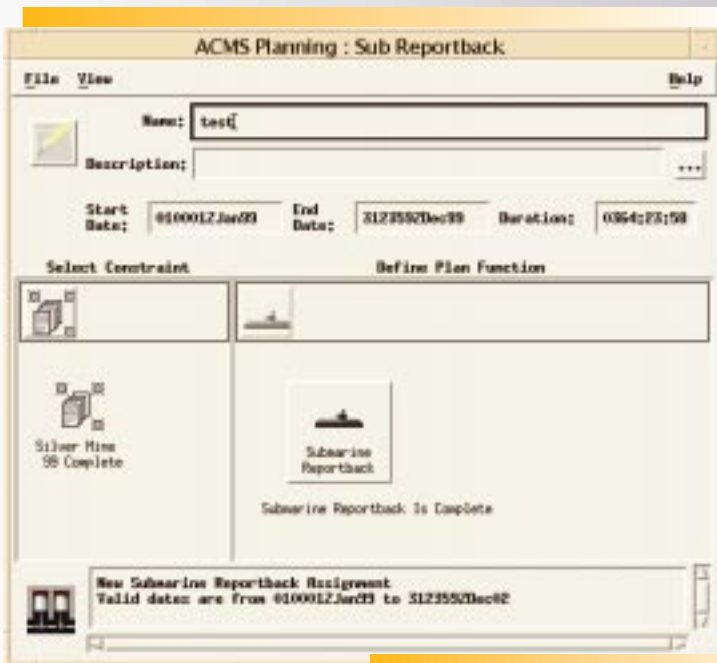 ACMS Planning : Sub Reportback
File View Help
Name: test
Description: ...
Start Date: 010001ZJan99 End Date: 312359ZDec99 Duration: 0364:23:58
Select Constraint Define Plan Function
Silver Mine
99 Complete
Submarine
Reportback
Submarine Reportback Is Complete
New Submarine Reportback Assignment
Valid dates are from 010001ZJan99 to 312359ZDec02